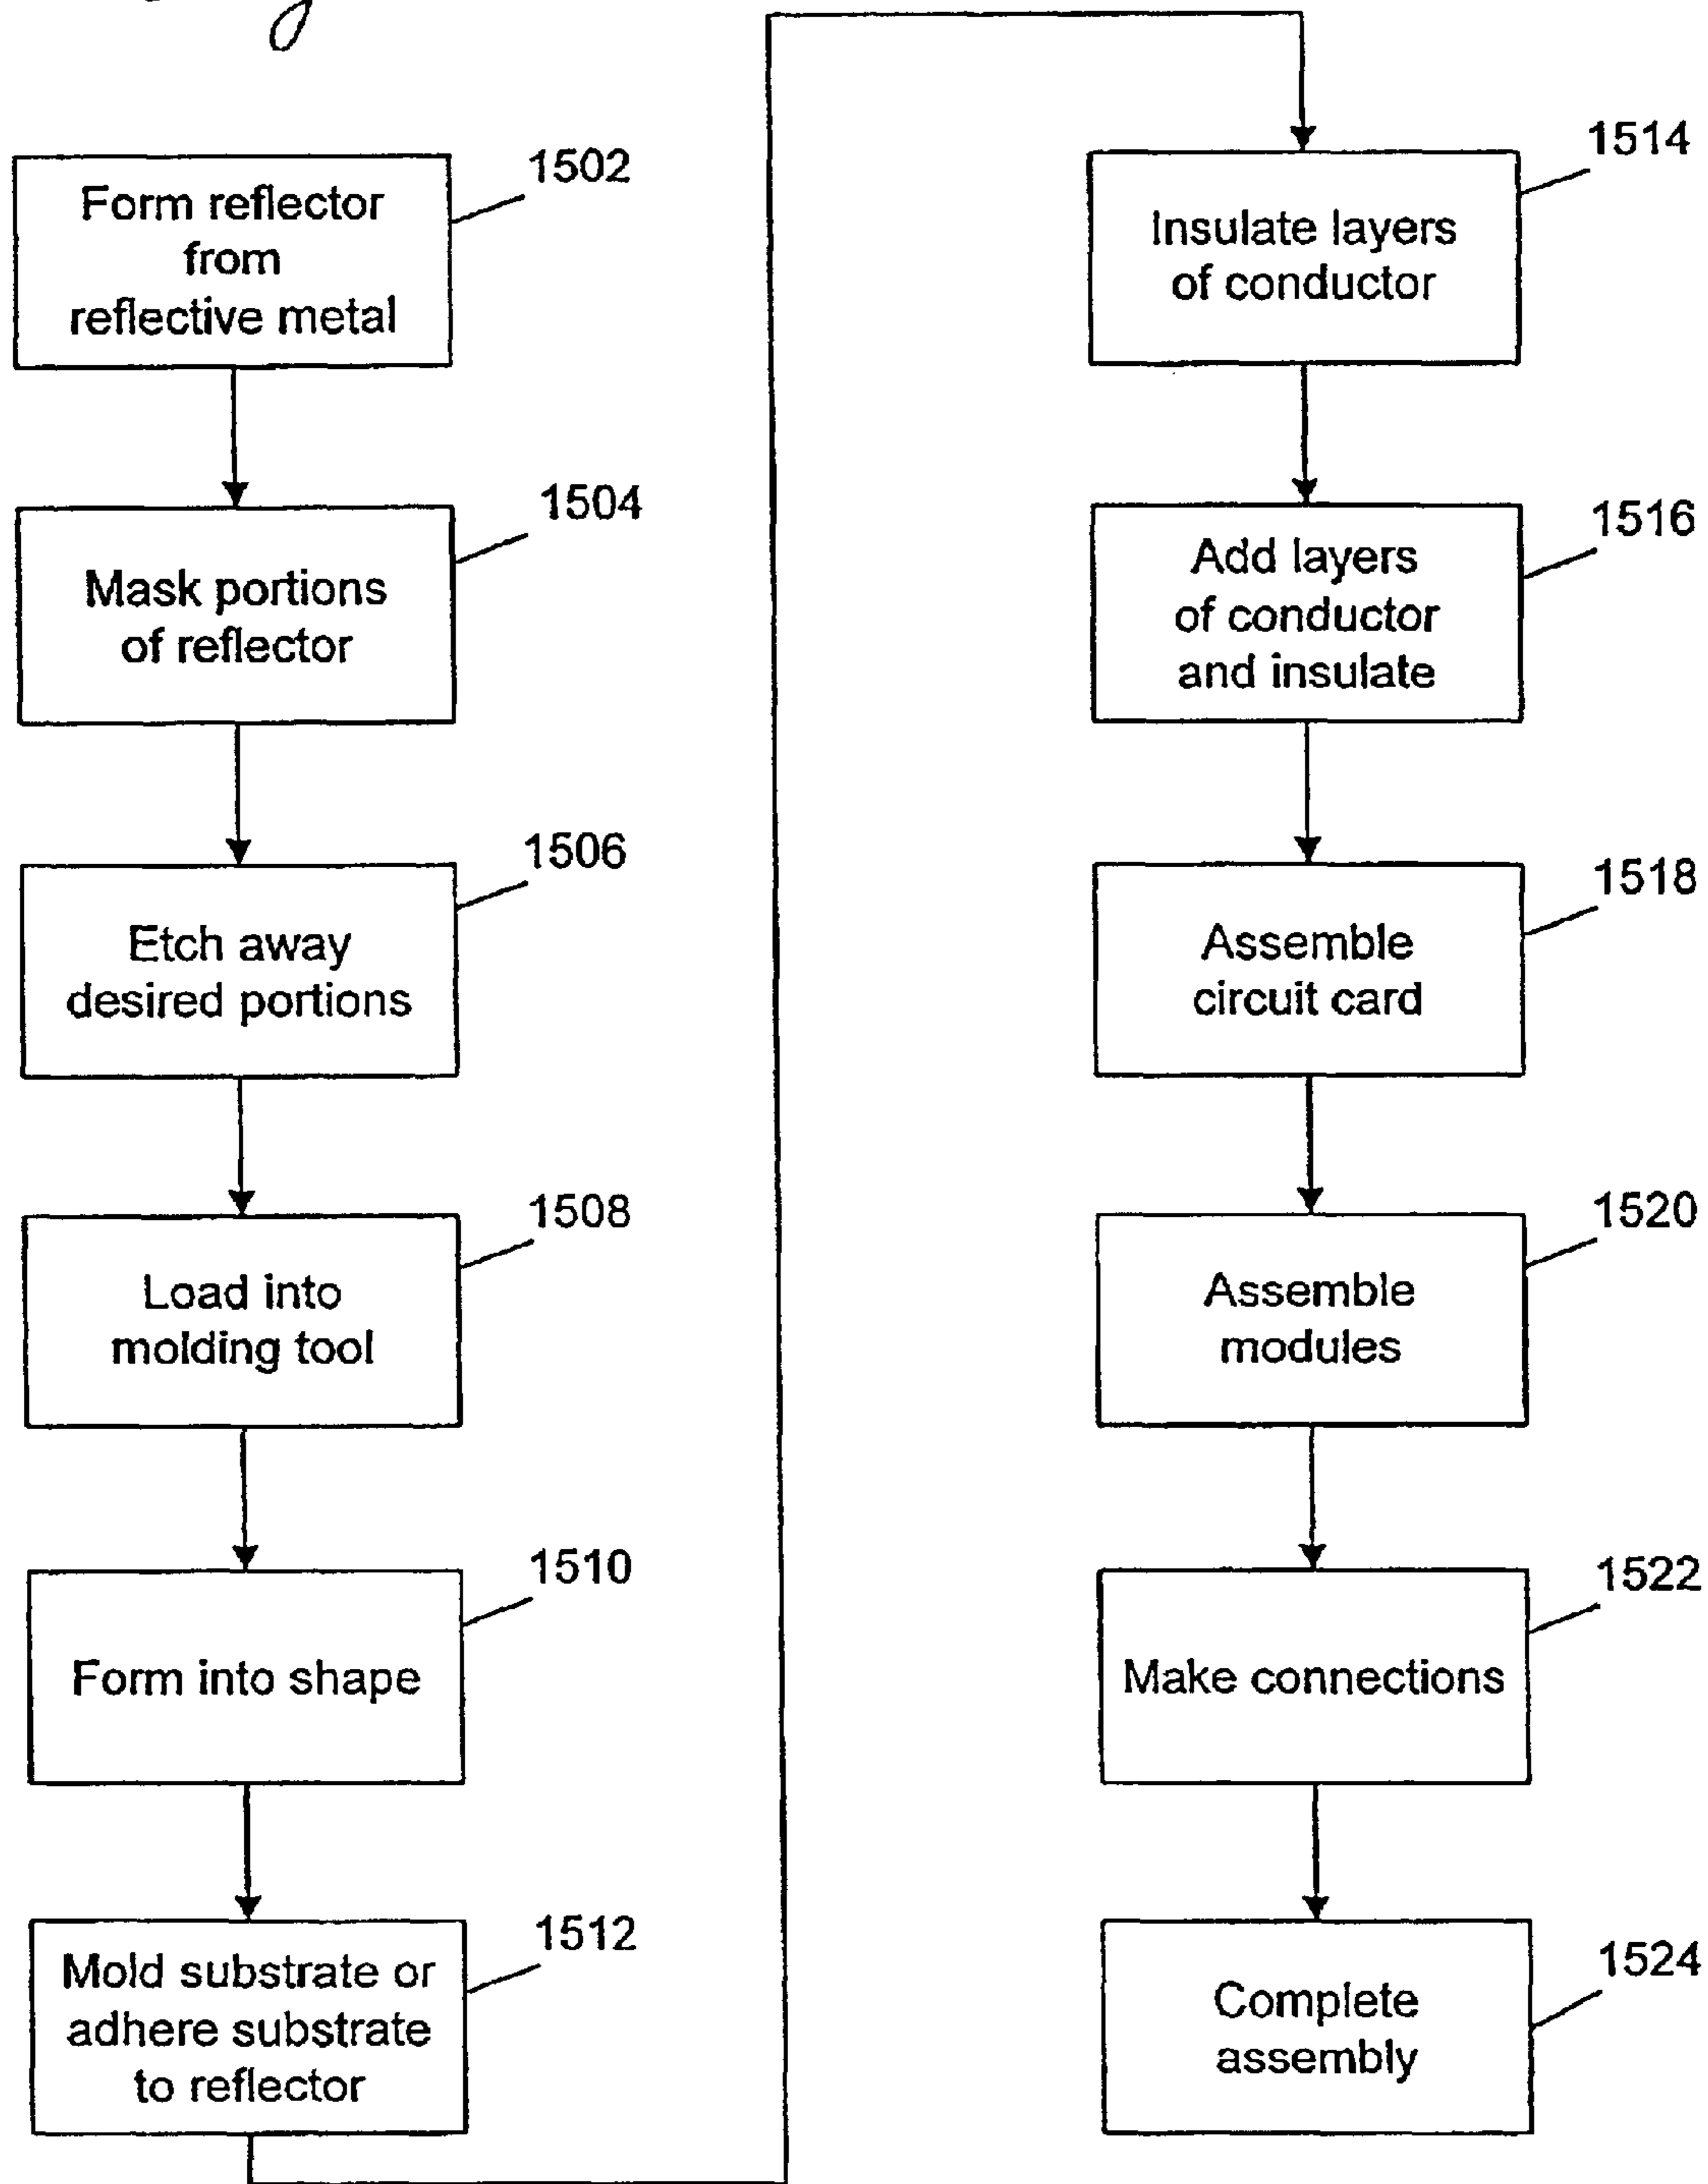 Form reflector
from
reflective metal
1502
Mask portions
of reflector
1504
Etch away
desired portions
1506
Load into
molding tool
1508
Form into shape
1510
Mold substrate or
adhere substrate
to reflector
1512
Insulate layers
of conductor
1514
Add layers
of conductor
and insulate
1516
Assemble
circuit card
1518
Assemble
modules
1520
Make connections
1522
Complete
assembly
1524